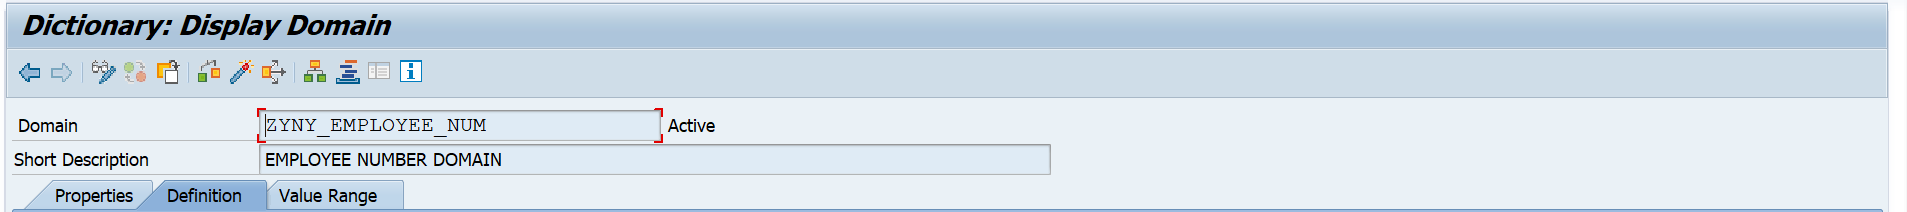 Dictionary: Display Domain
Domain ZYNY_EMPLOYEE_NUM Active
Short Description EMPLOYEE NUMBER DOMAIN
Properties Definition Value Range